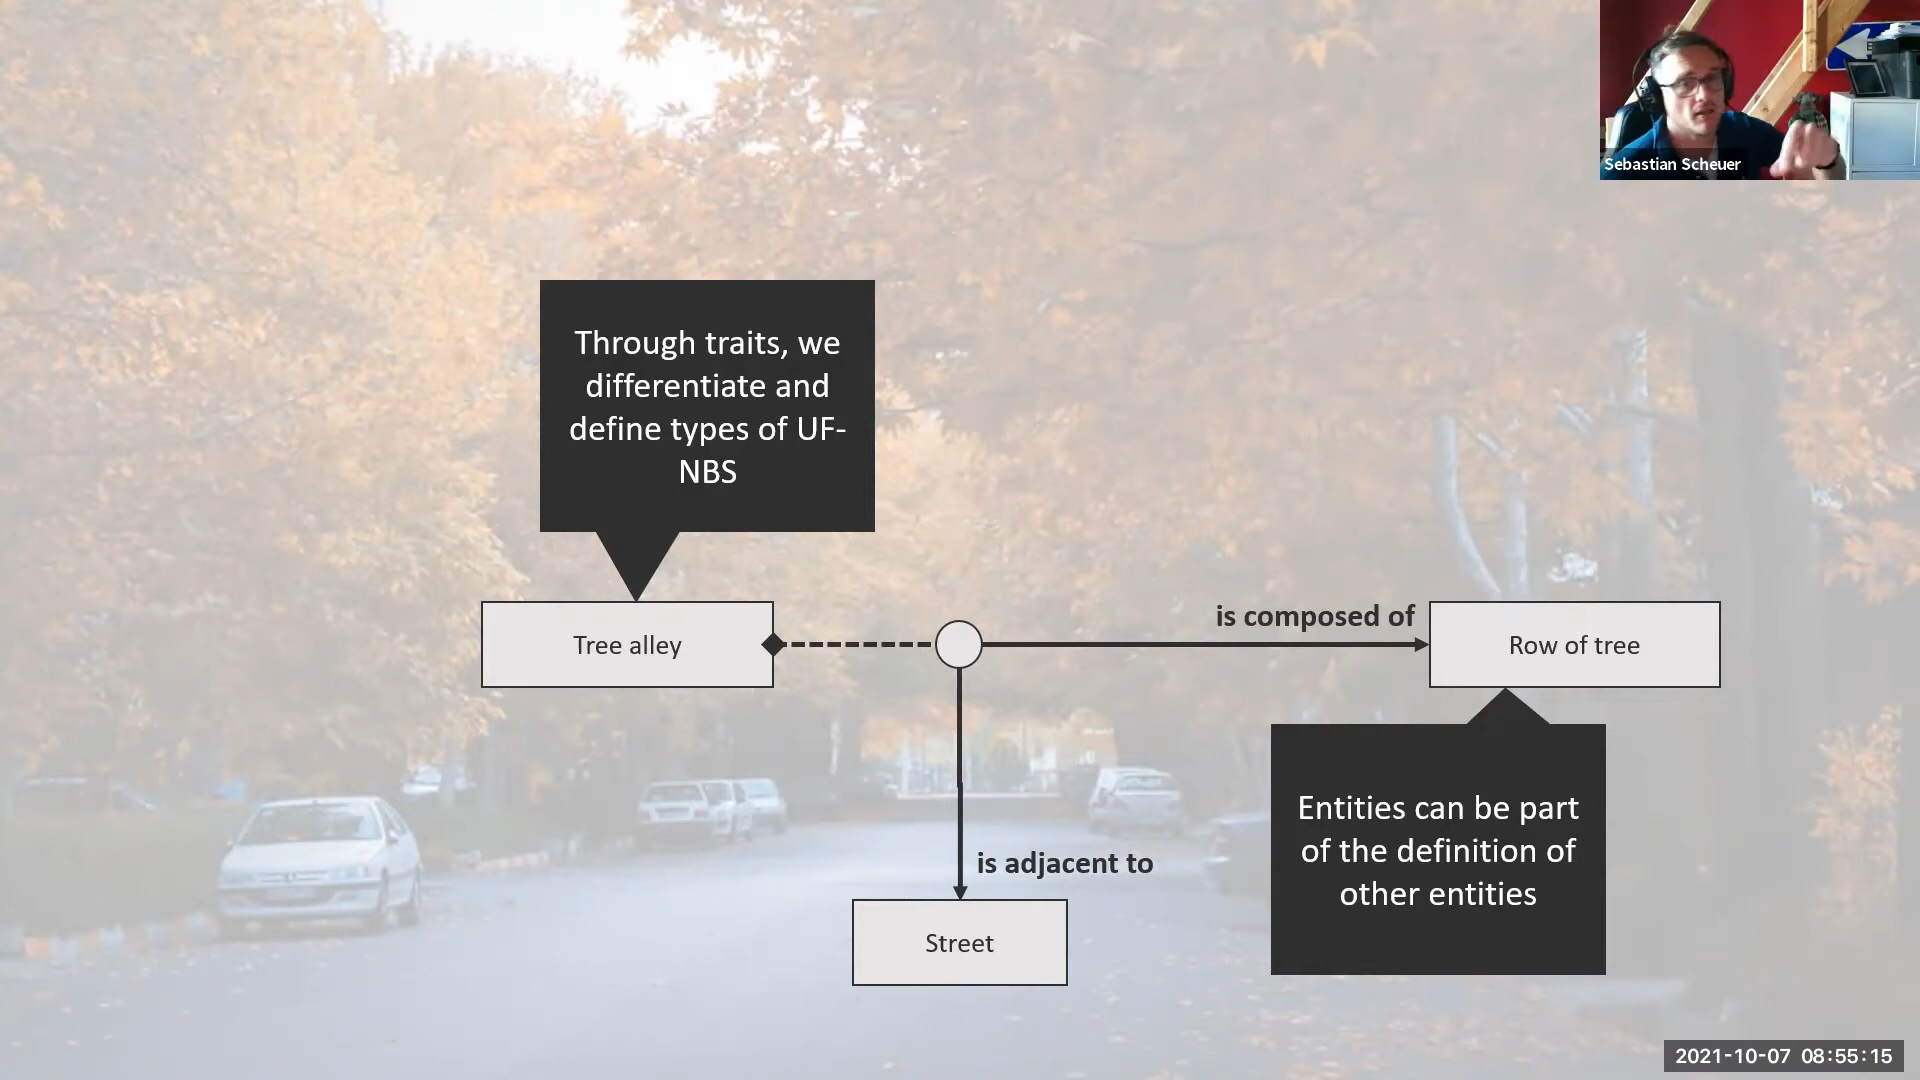 Sebastian Scheuer
Through traits, we
differentiate and
define types of UF-
NBS
Tree alley
is composed of
Row of tree
is adjacent to
Street
Entities can be part
of the definition of
other entities
2021-10-07 08:55:15